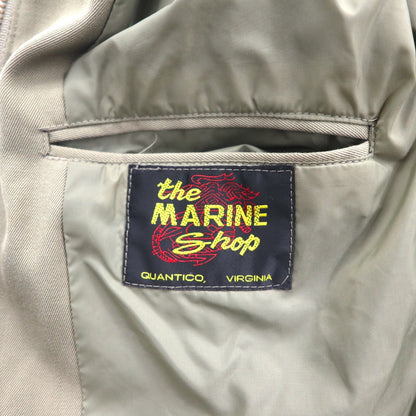 the
MARINE
Shop
QUANTICO, VIRGINIA